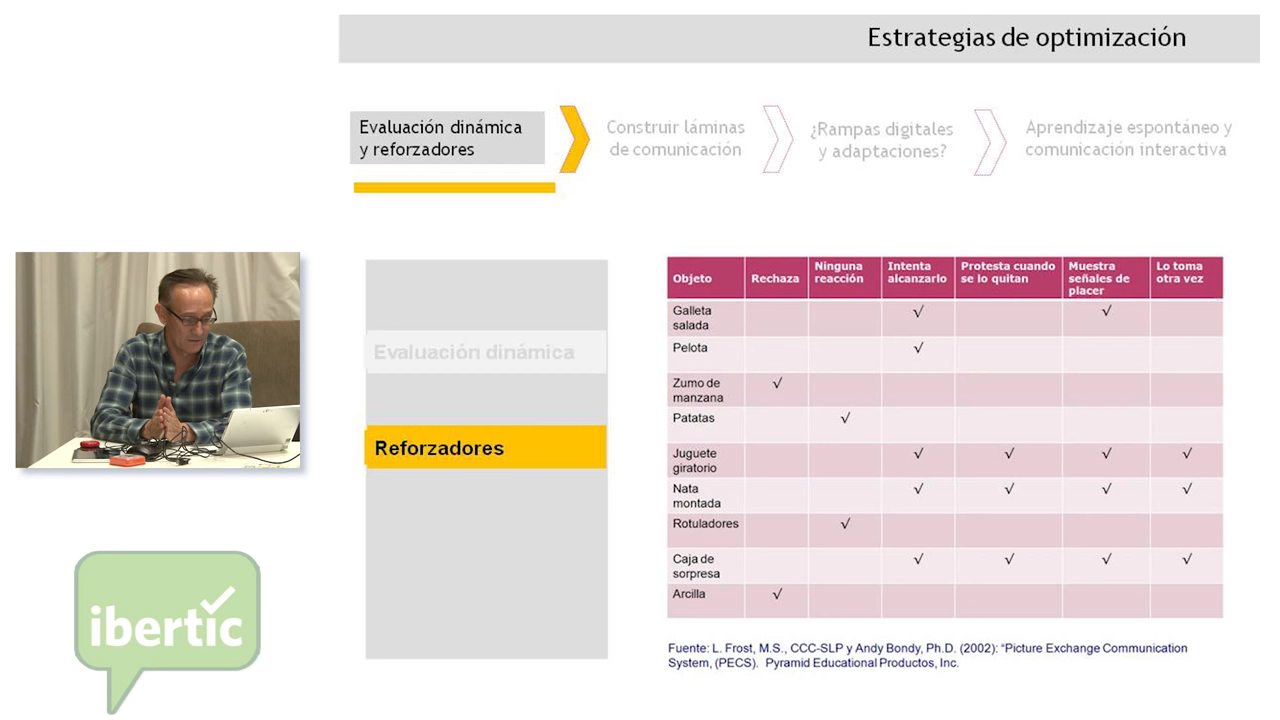 Estrategias de optimización
Evaluación dinámica
y reforzadores
Construir láminas
de comunicación
¿Rampas digitales
y adaptaciones?
Aprendizaje espontáneo y
comunicación interactiva
Evaluación dinámica
Reforzadores
Objeto Rechaza Ninguna reacción Intenta alcanzarlo Protesta cuando se lo quitan Muestra señales de placer Lo toma otra vez
Galleta salada √ √
Pelota √
Zumo de manzana √
Patatas √
Juguete giratorio √ √ √ √
Nata montada √ √ √ √
Rotuladores √
Caja de sorpresa √ √ √ √
Arcilla √
Fuente: L. Frost, M.S., CCC-SLP y Andy Bondy, Ph.D. (2002): “Picture Exchange Communication
System, (PECS). Pyramid Educational Productos, Inc.
ibertic